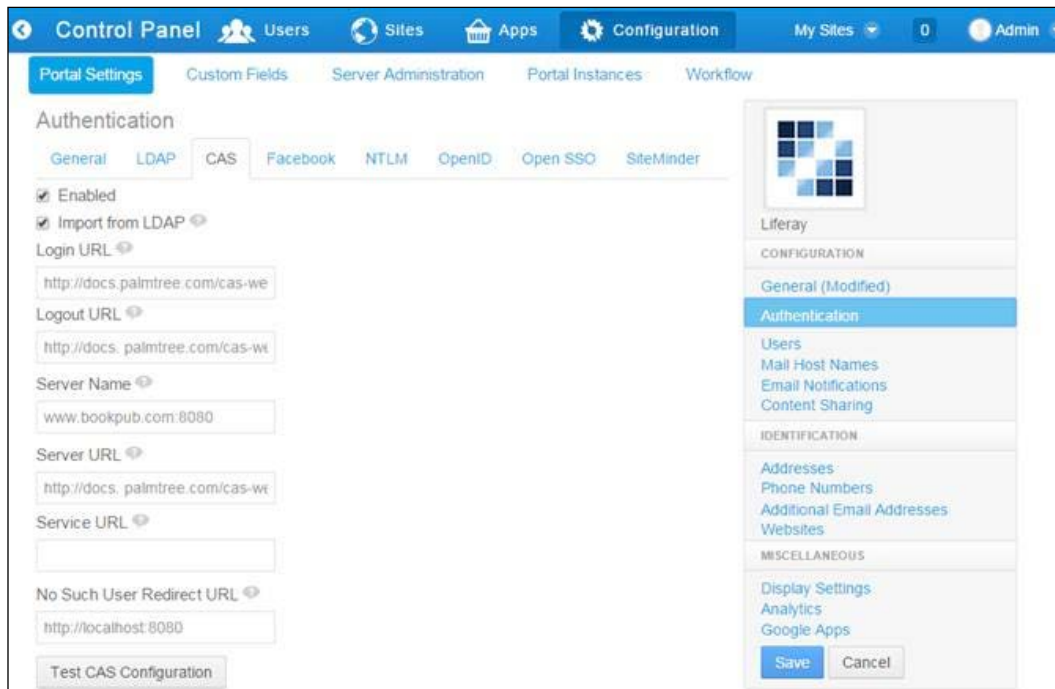 Control Panel Users Sites Apps Configuration My Sites 0 Admin
Portal Settings Custom Fields Server Administration Portal Instances Workflow
Authentication
General LDAP CAS Facebook NTLM OpenID Open SSO SiteMinder
Enabled
Import from LDAP
Login URL
http://docs.palmtree.com/cas-we
Logout URL
http://docs. palmtree.com/cas-we
Server Name
www.bookpub.com:8080
Server URL
http://docs. palmtree.com/cas-we
Service URL
No Such User Redirect URL
http://localhost:8080
Test CAS Configuration
Liferay
CONFIGURATION
General (Modified)
Authentication
Users
Mail Host Names
Email Notifications
Content Sharing
IDENTIFICATION
Addresses
Phone Numbers
Additional Email Addresses
Websites
MISCELLANEOUS
Display Settings
Analytics
Google Apps
Save Cancel